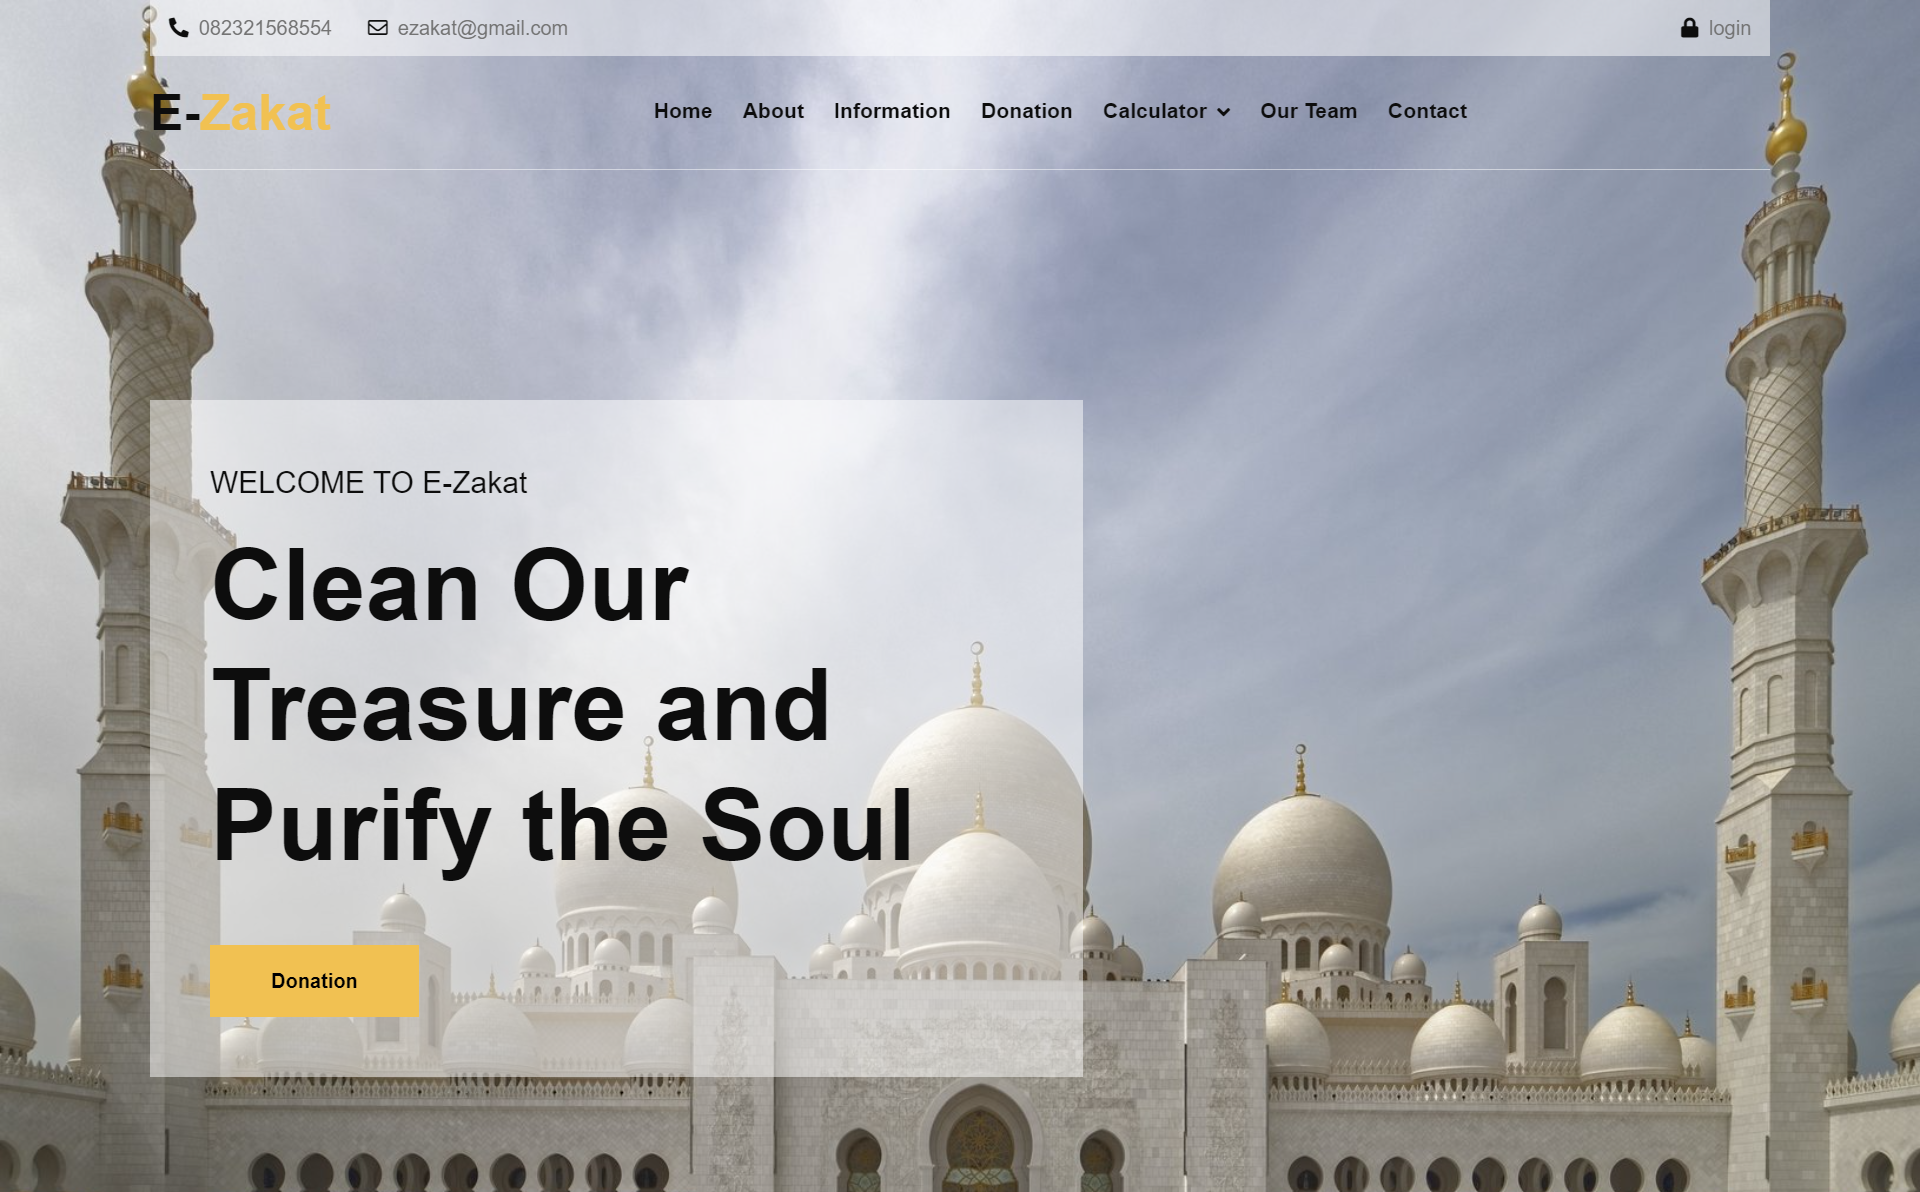 082321568554 ezakat@gmail.com login
E-Zakat Home About Information Donation Calculator Our Team Contact
WELCOME TO E-Zakat
Clean Our
Treasure and
Purify the Soul
Donation